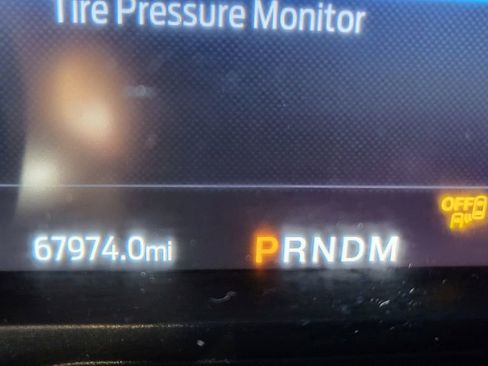 Tire Pressure Monitor
67974.0mi PRNDM
OFF
A